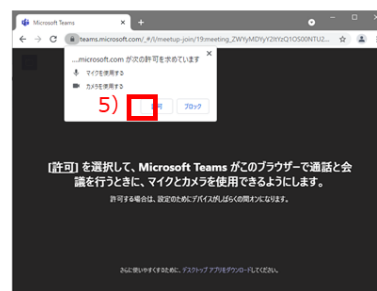 Microsoft Teams
teams.microsoft.com/_#/l/meetup-join/19:meeting_ZWYyMDYyY2ItYzQ1OS00NTU2...
...microsoft.com が次の許可を求めています
マイクを使用する
カメラを使用する
5)
可 ブロック
[許可] を選択して、Microsoft Teams がこのブラウザーで通話と会
議を行うときに、マイクとカメラを使用できるようにします。
許可する場合は、設定のためにデバイスがしばらくの間オンになります。
さらに使いやすくするために、デスクトップ アプリをダウンロードしてください。